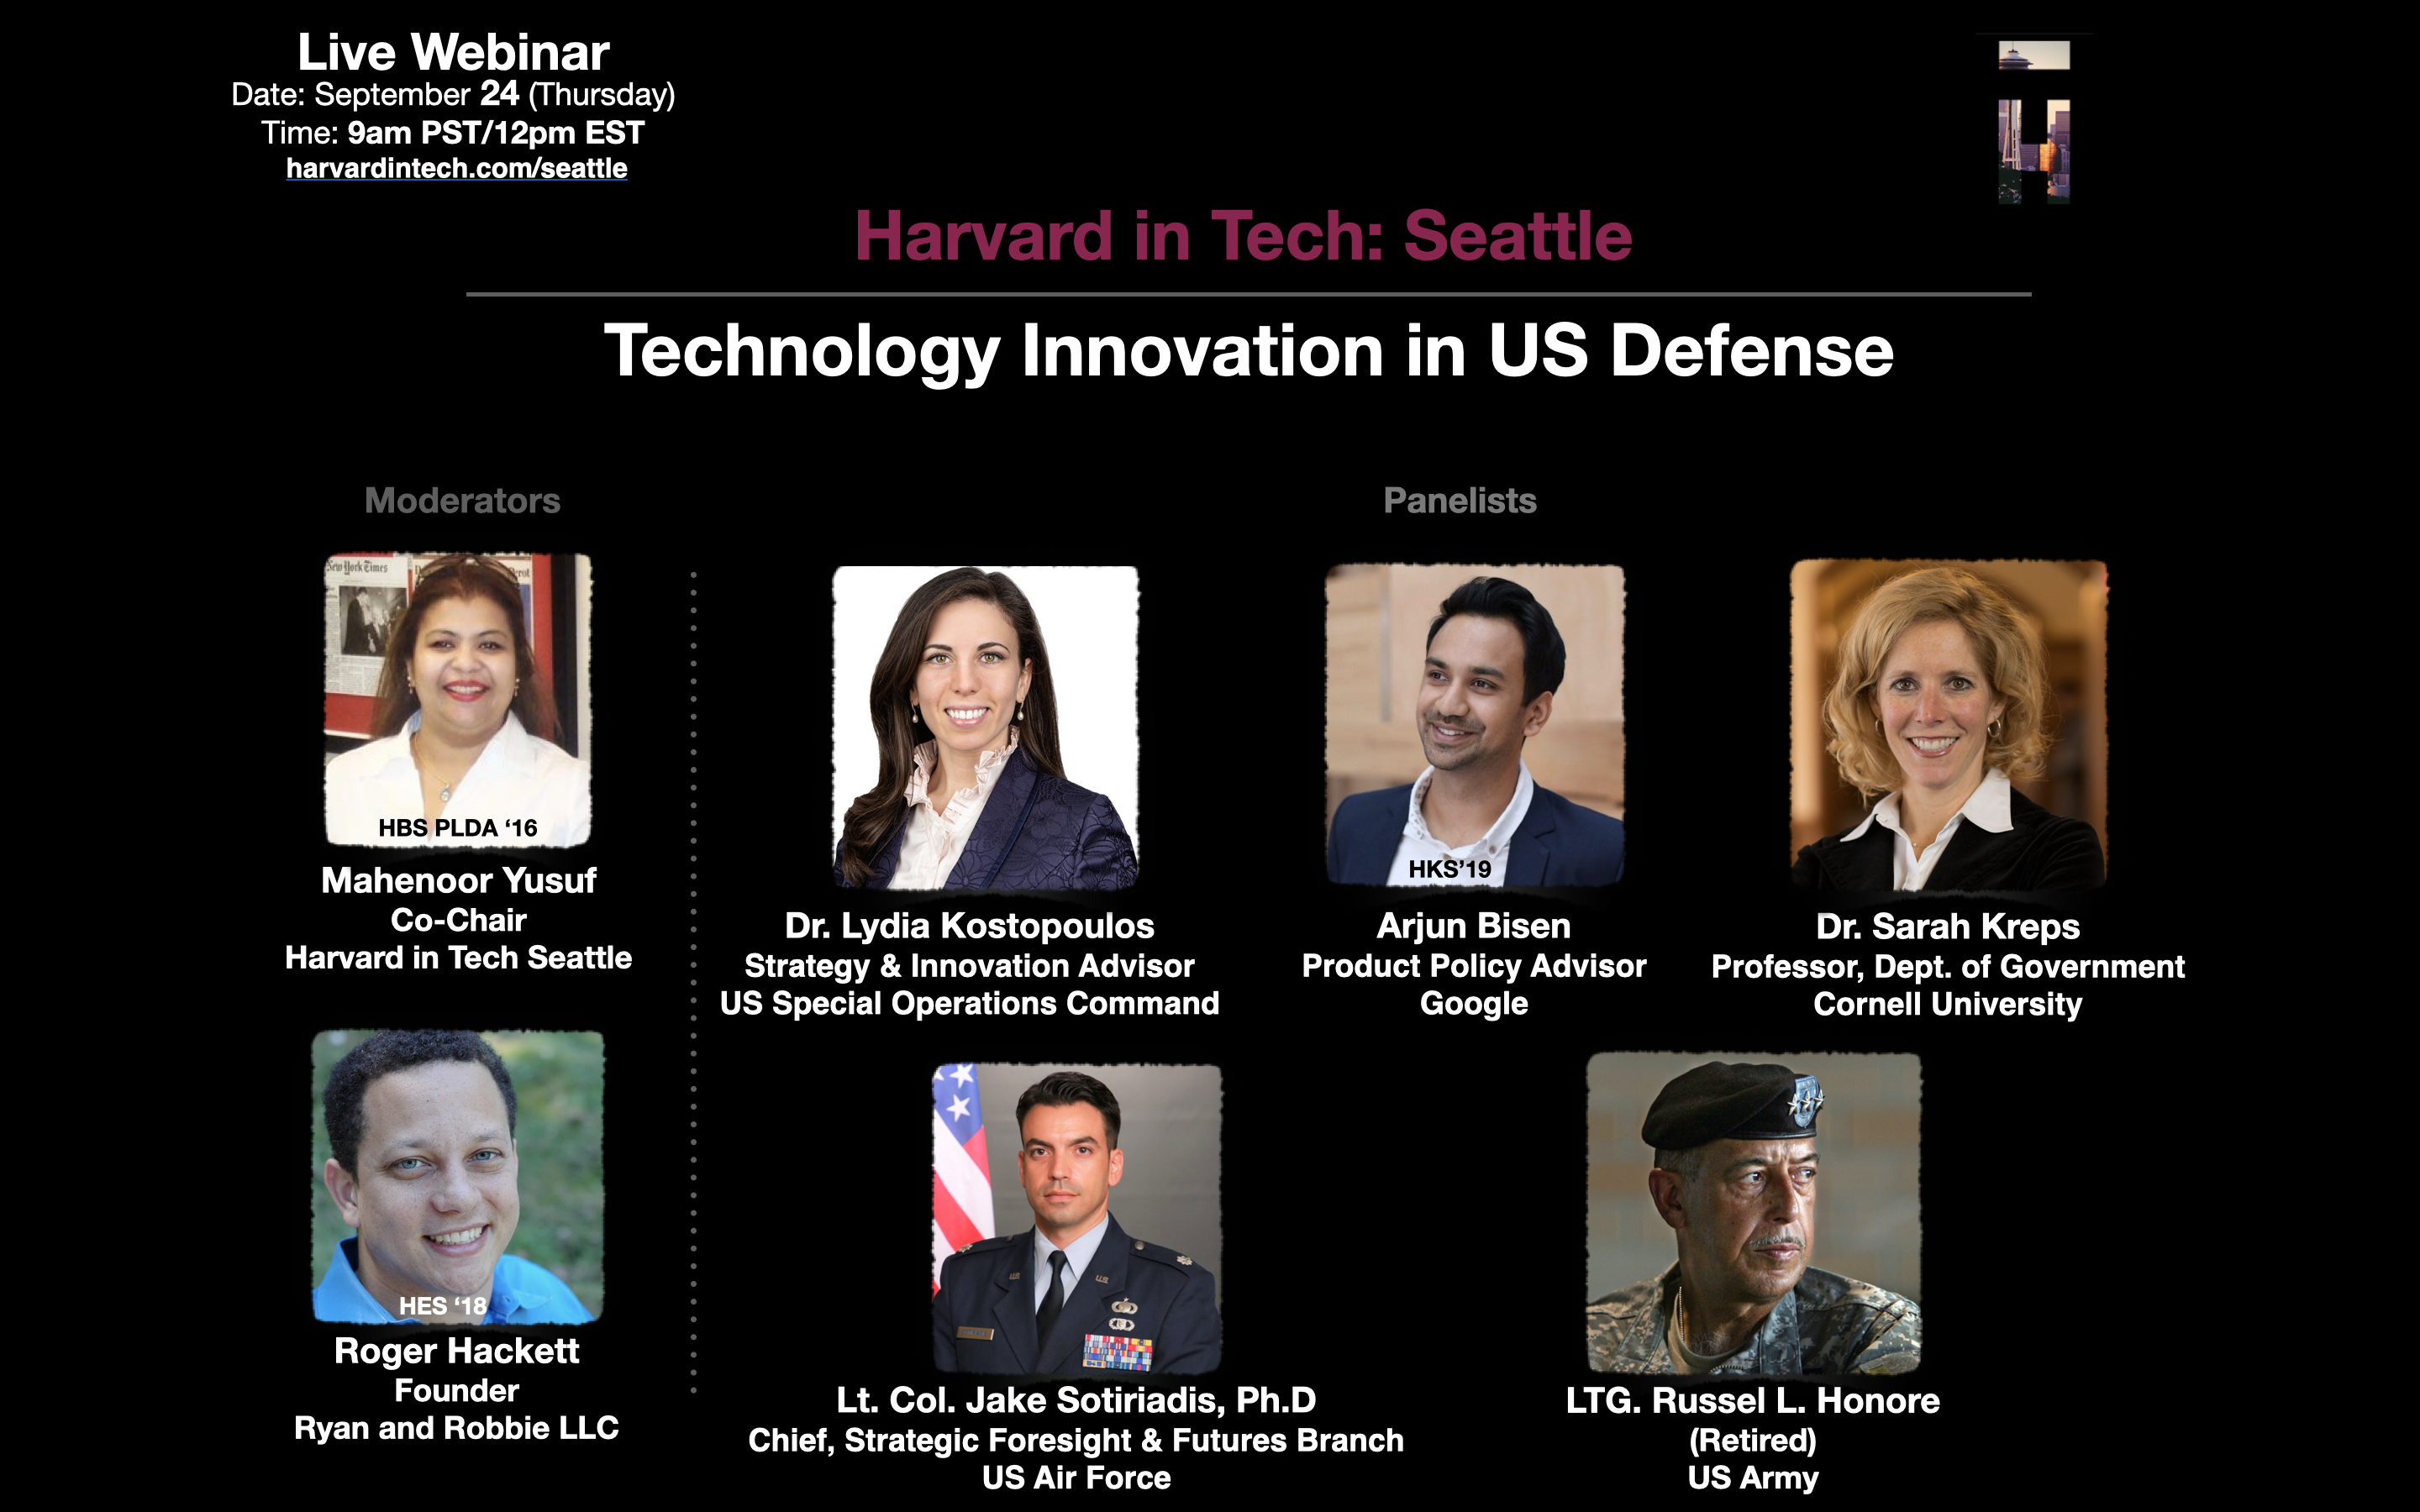 Live Webinar
Date: September 24 (Thursday)
Time: 9am PST/12pm EST
harvardintech.com/seattle
Harvard in Tech: Seattle
Technology Innovation in US Defense
Moderators
New York Times
HBS PLDA ‘16
Mahenoor Yusuf
Co-Chair
Harvard in Tech Seattle
HES ‘18
Roger Hackett
Founder
Ryan and Robbie LLC
Panelists
Dr. Lydia Kostopoulos
Strategy & Innovation Advisor
US Special Operations Command
HKS’19
Arjun Bisen
Product Policy Advisor
Google
Dr. Sarah Kreps
Professor, Dept. of Government
Cornell University
Lt. Col. Jake Sotiriadis, Ph.D
Chief, Strategic Foresight & Futures Branch
US Air Force
LTG. Russel L. Honore
(Retired)
US Army